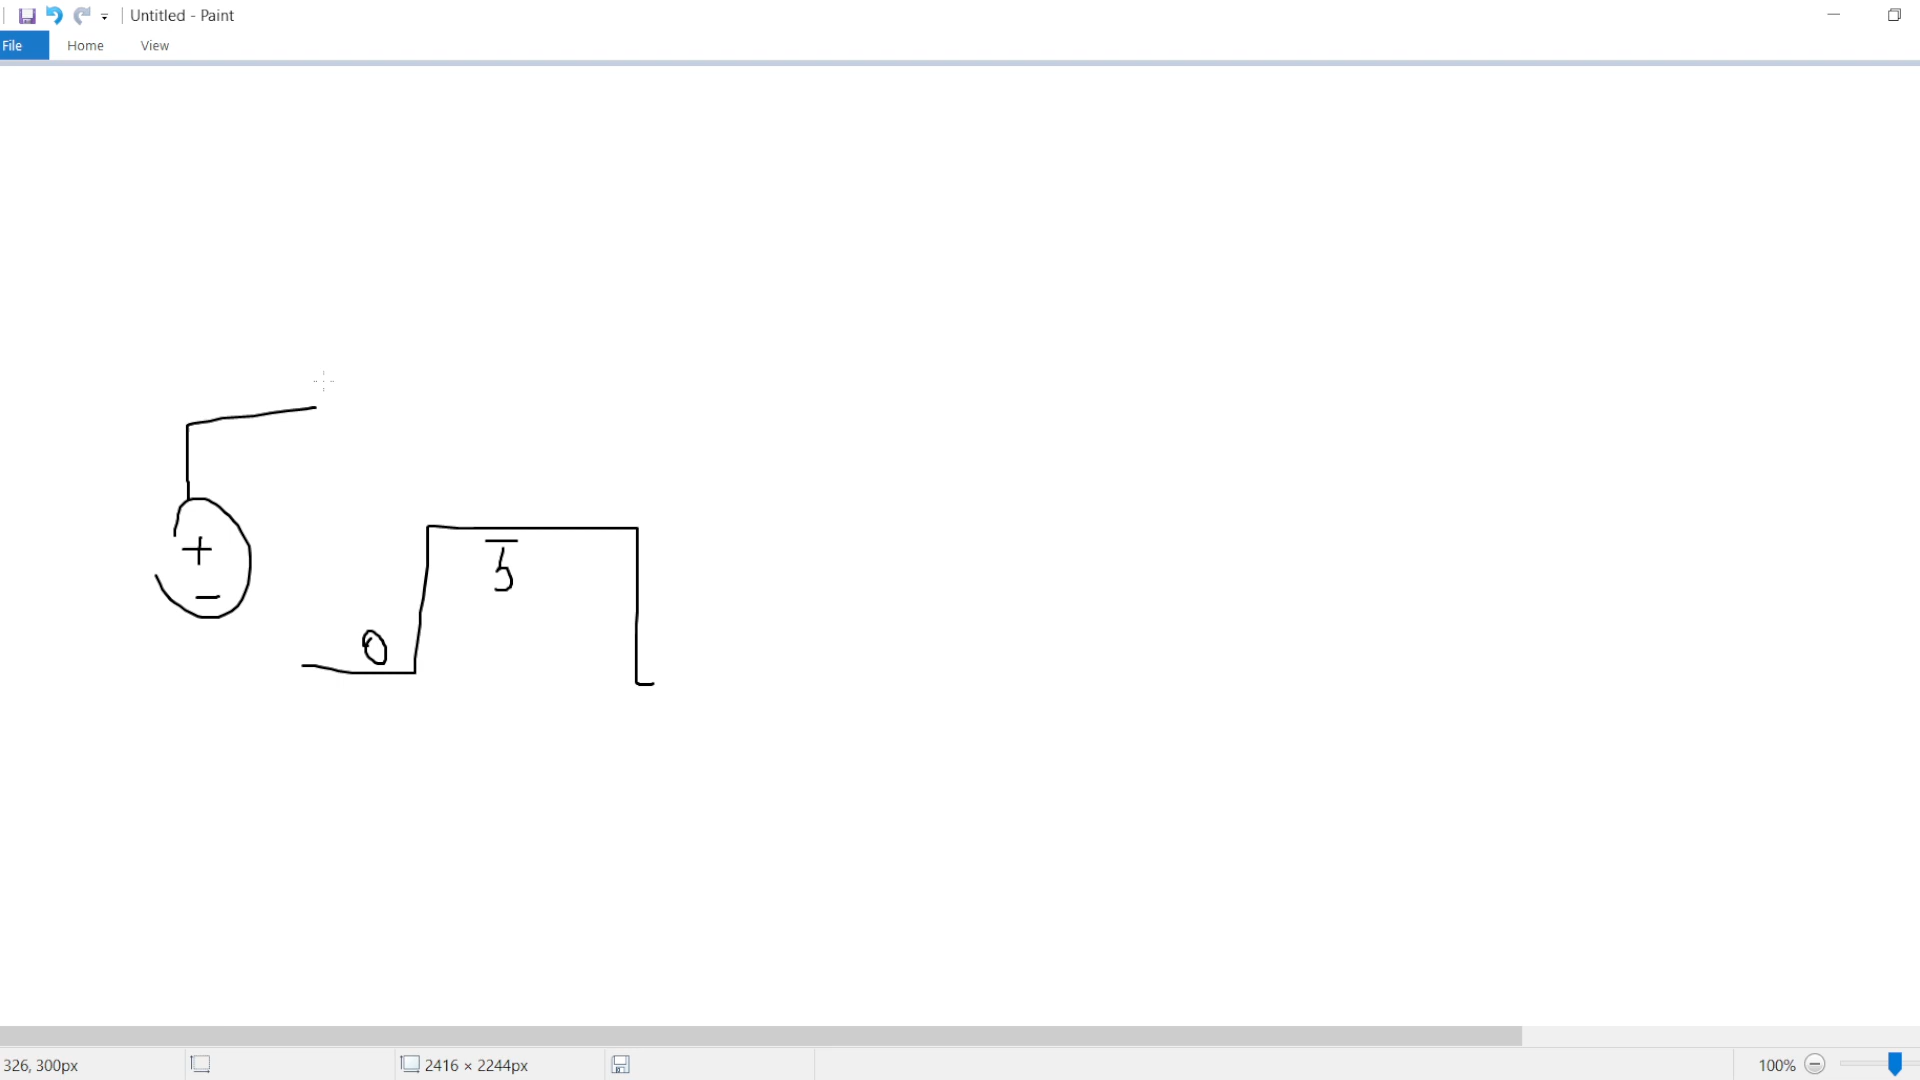 Untitled - Paint
File Home View
+
5
−
0
326, 300px 2416 × 2244px 100%